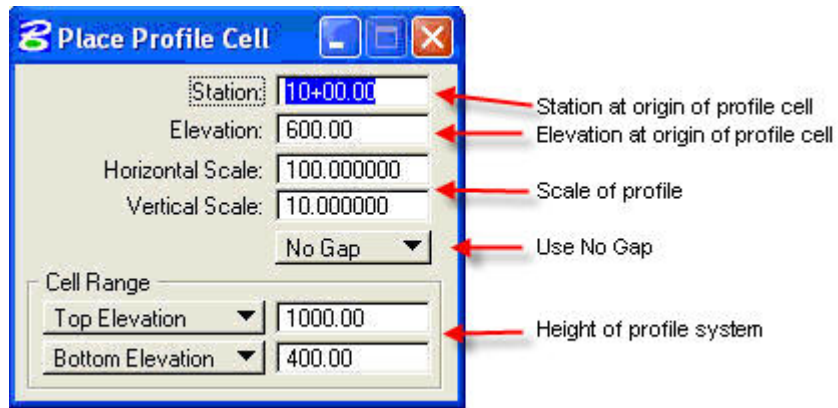 Place Profile Cell
Station: 10+00.00
Station at origin of profile cell
Elevation: 600.00
Elevation at origin of profile cell
Horizontal Scale: 100.000000
Scale of profile
Vertical Scale: 10.000000
No Gap
Use No Gap
Cell Range
Top Elevation 1000.00
Height of profile system
Bottom Elevation 400.00